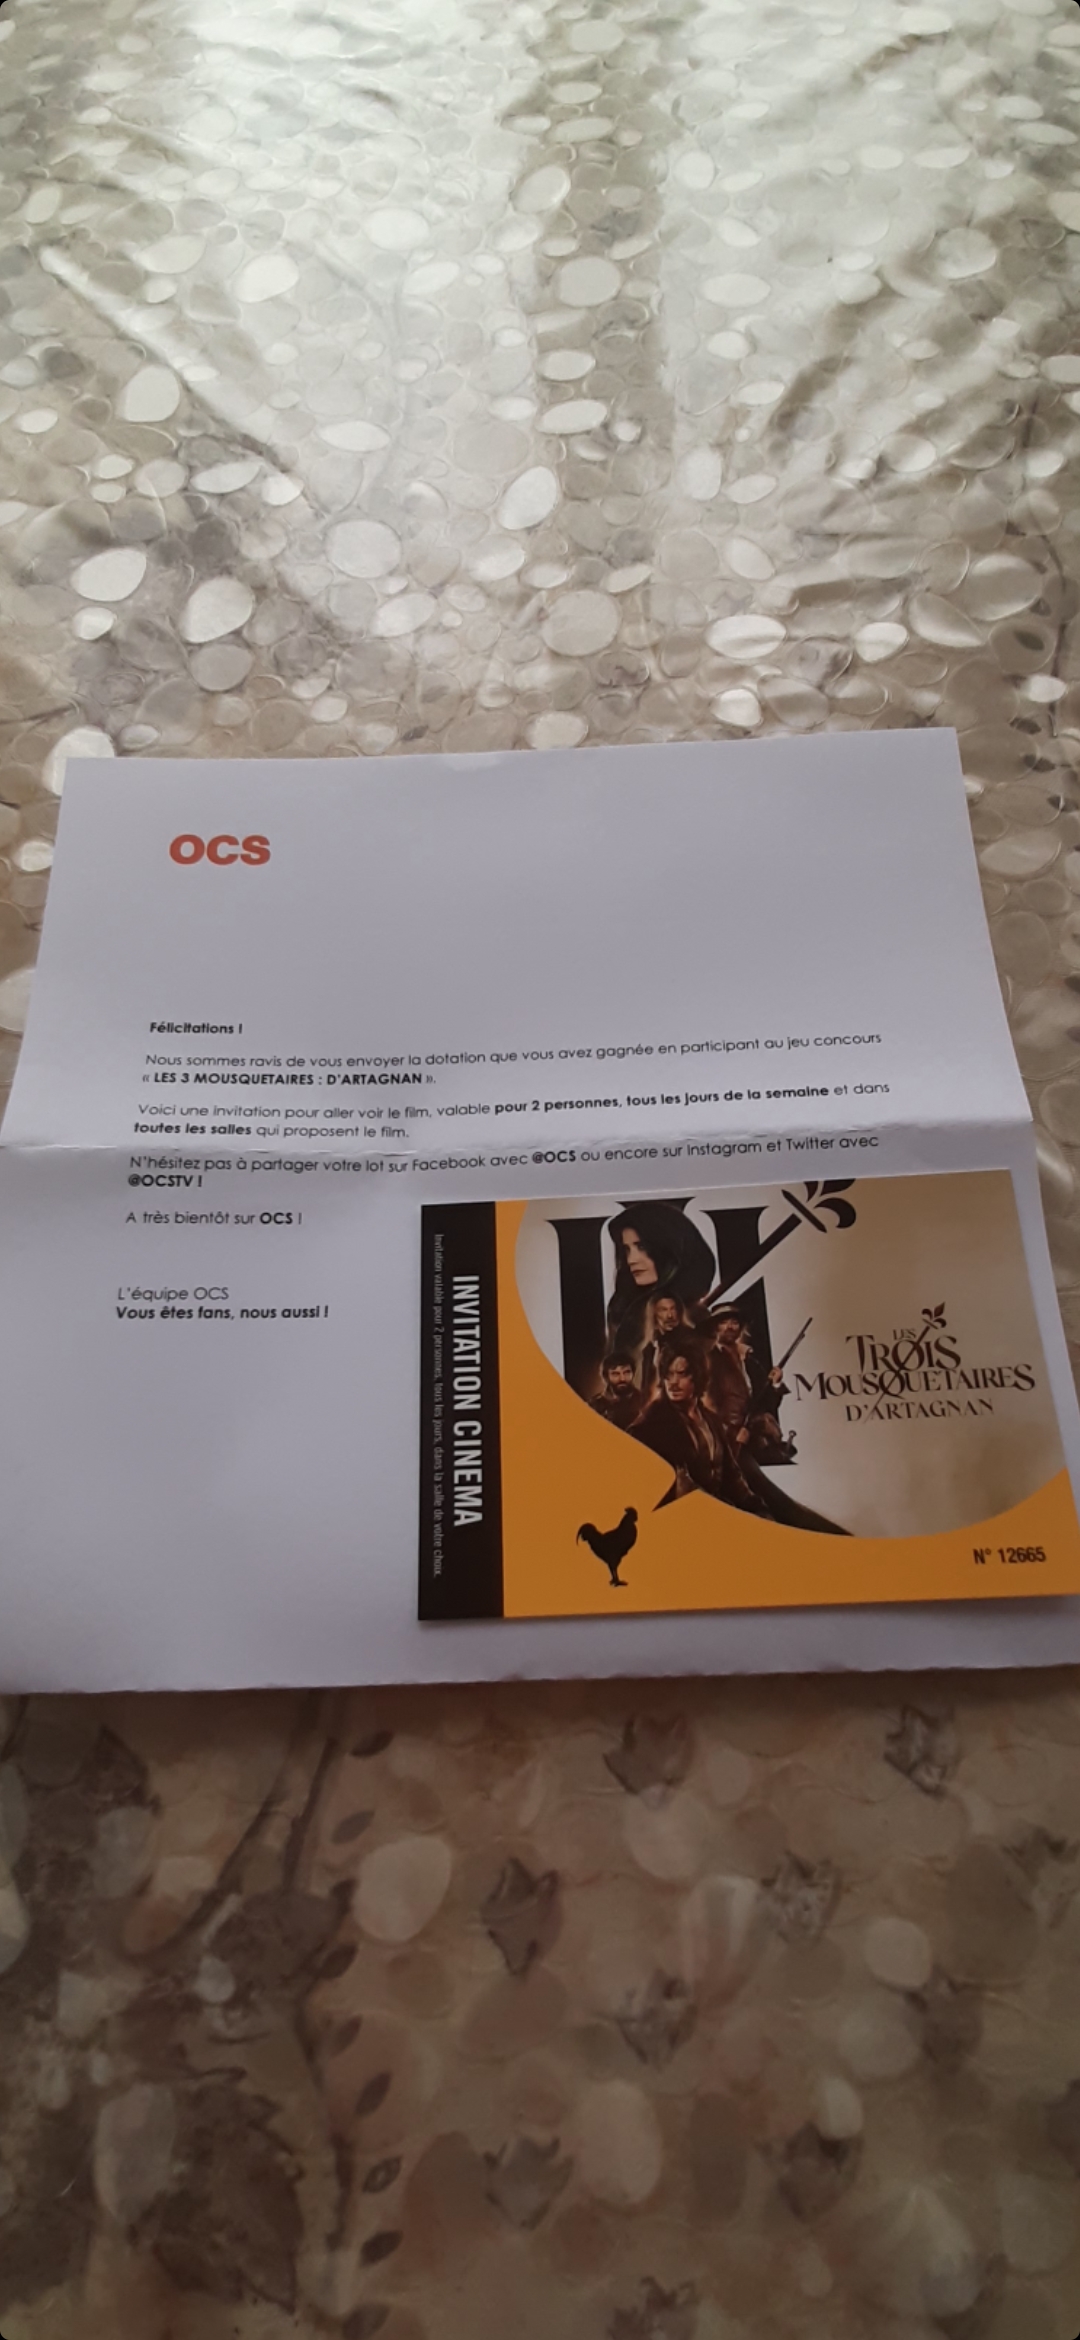 OCS
Félicitations !
Nous sommes ravis de vous envoyer la dotation que vous avez gagnée en participant au jeu concours
« LES 3 MOUSQUETAIRES : D'ARTAGNAN ».
Voici une invitation pour aller voir le film, valable pour 2 personnes, tous les jours de la semaine et dans
toutes les salles qui proposent le film.
N'hésitez pas à partager votre lot sur Facebook avec @OCS ou encore sur Instagram et Twitter avec
@OCSTV !
A très bientôt sur OCS !
L'équipe OCS
Vous êtes fans, nous aussi !
INVITATION CINEMA
Invitation valable pour 2 personnes, tous les jours, dans la salle de votre choix.
LES
TROIS
MOUSQUETAIRES
D'ARTAGNAN
N° 12665